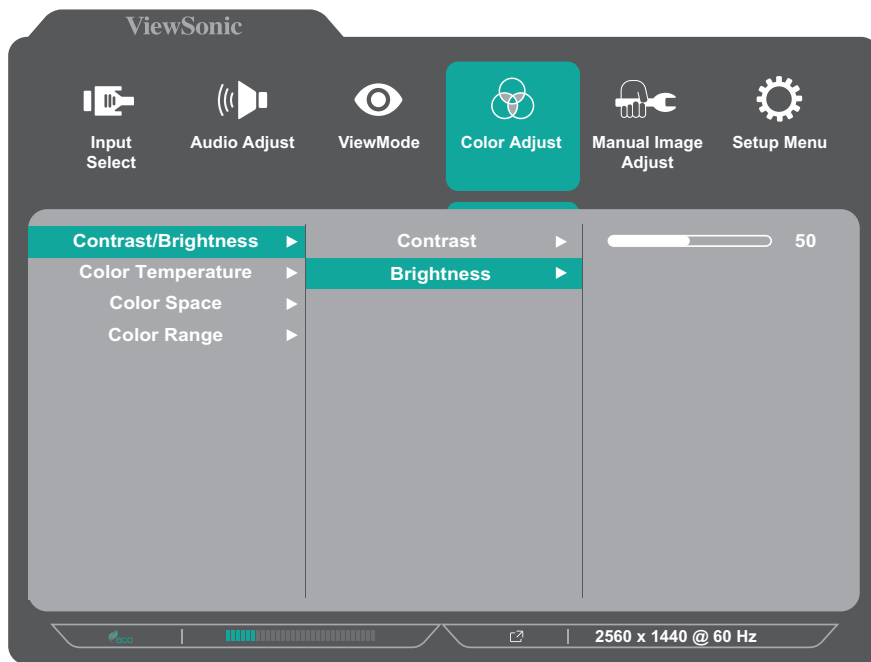 ViewSonic
Input
Select
Audio Adjust
ViewMode
Color Adjust
Manual Image
Adjust
Setup Menu
Contrast/Brightness
Color Temperature
Color Space
Color Range
Contrast
Brightness
50
eco
2560 x 1440 @ 60 Hz